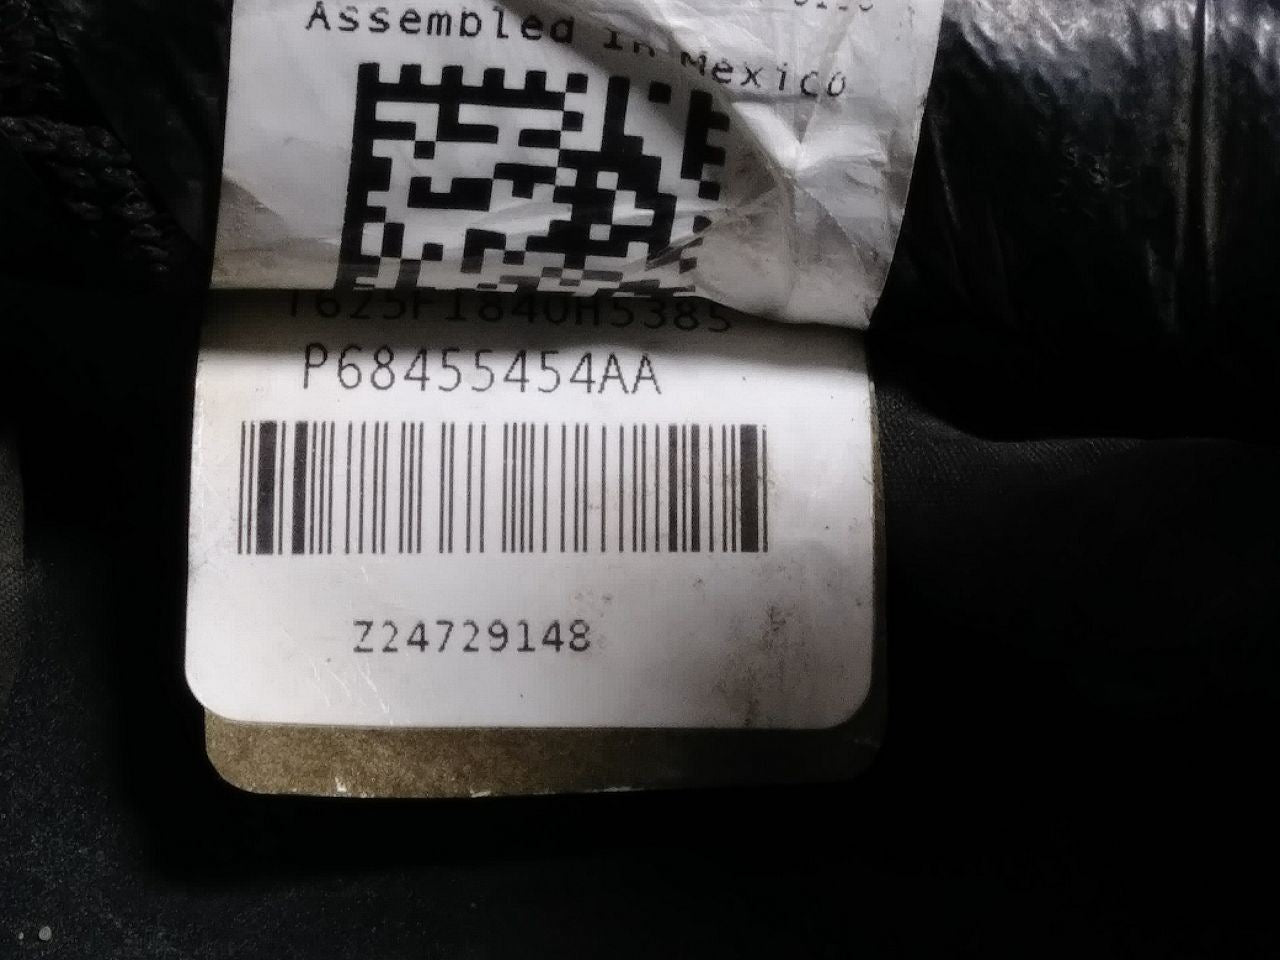 Assembled in Mexico
T625F1840H5385
P68455454AA
Z24729148